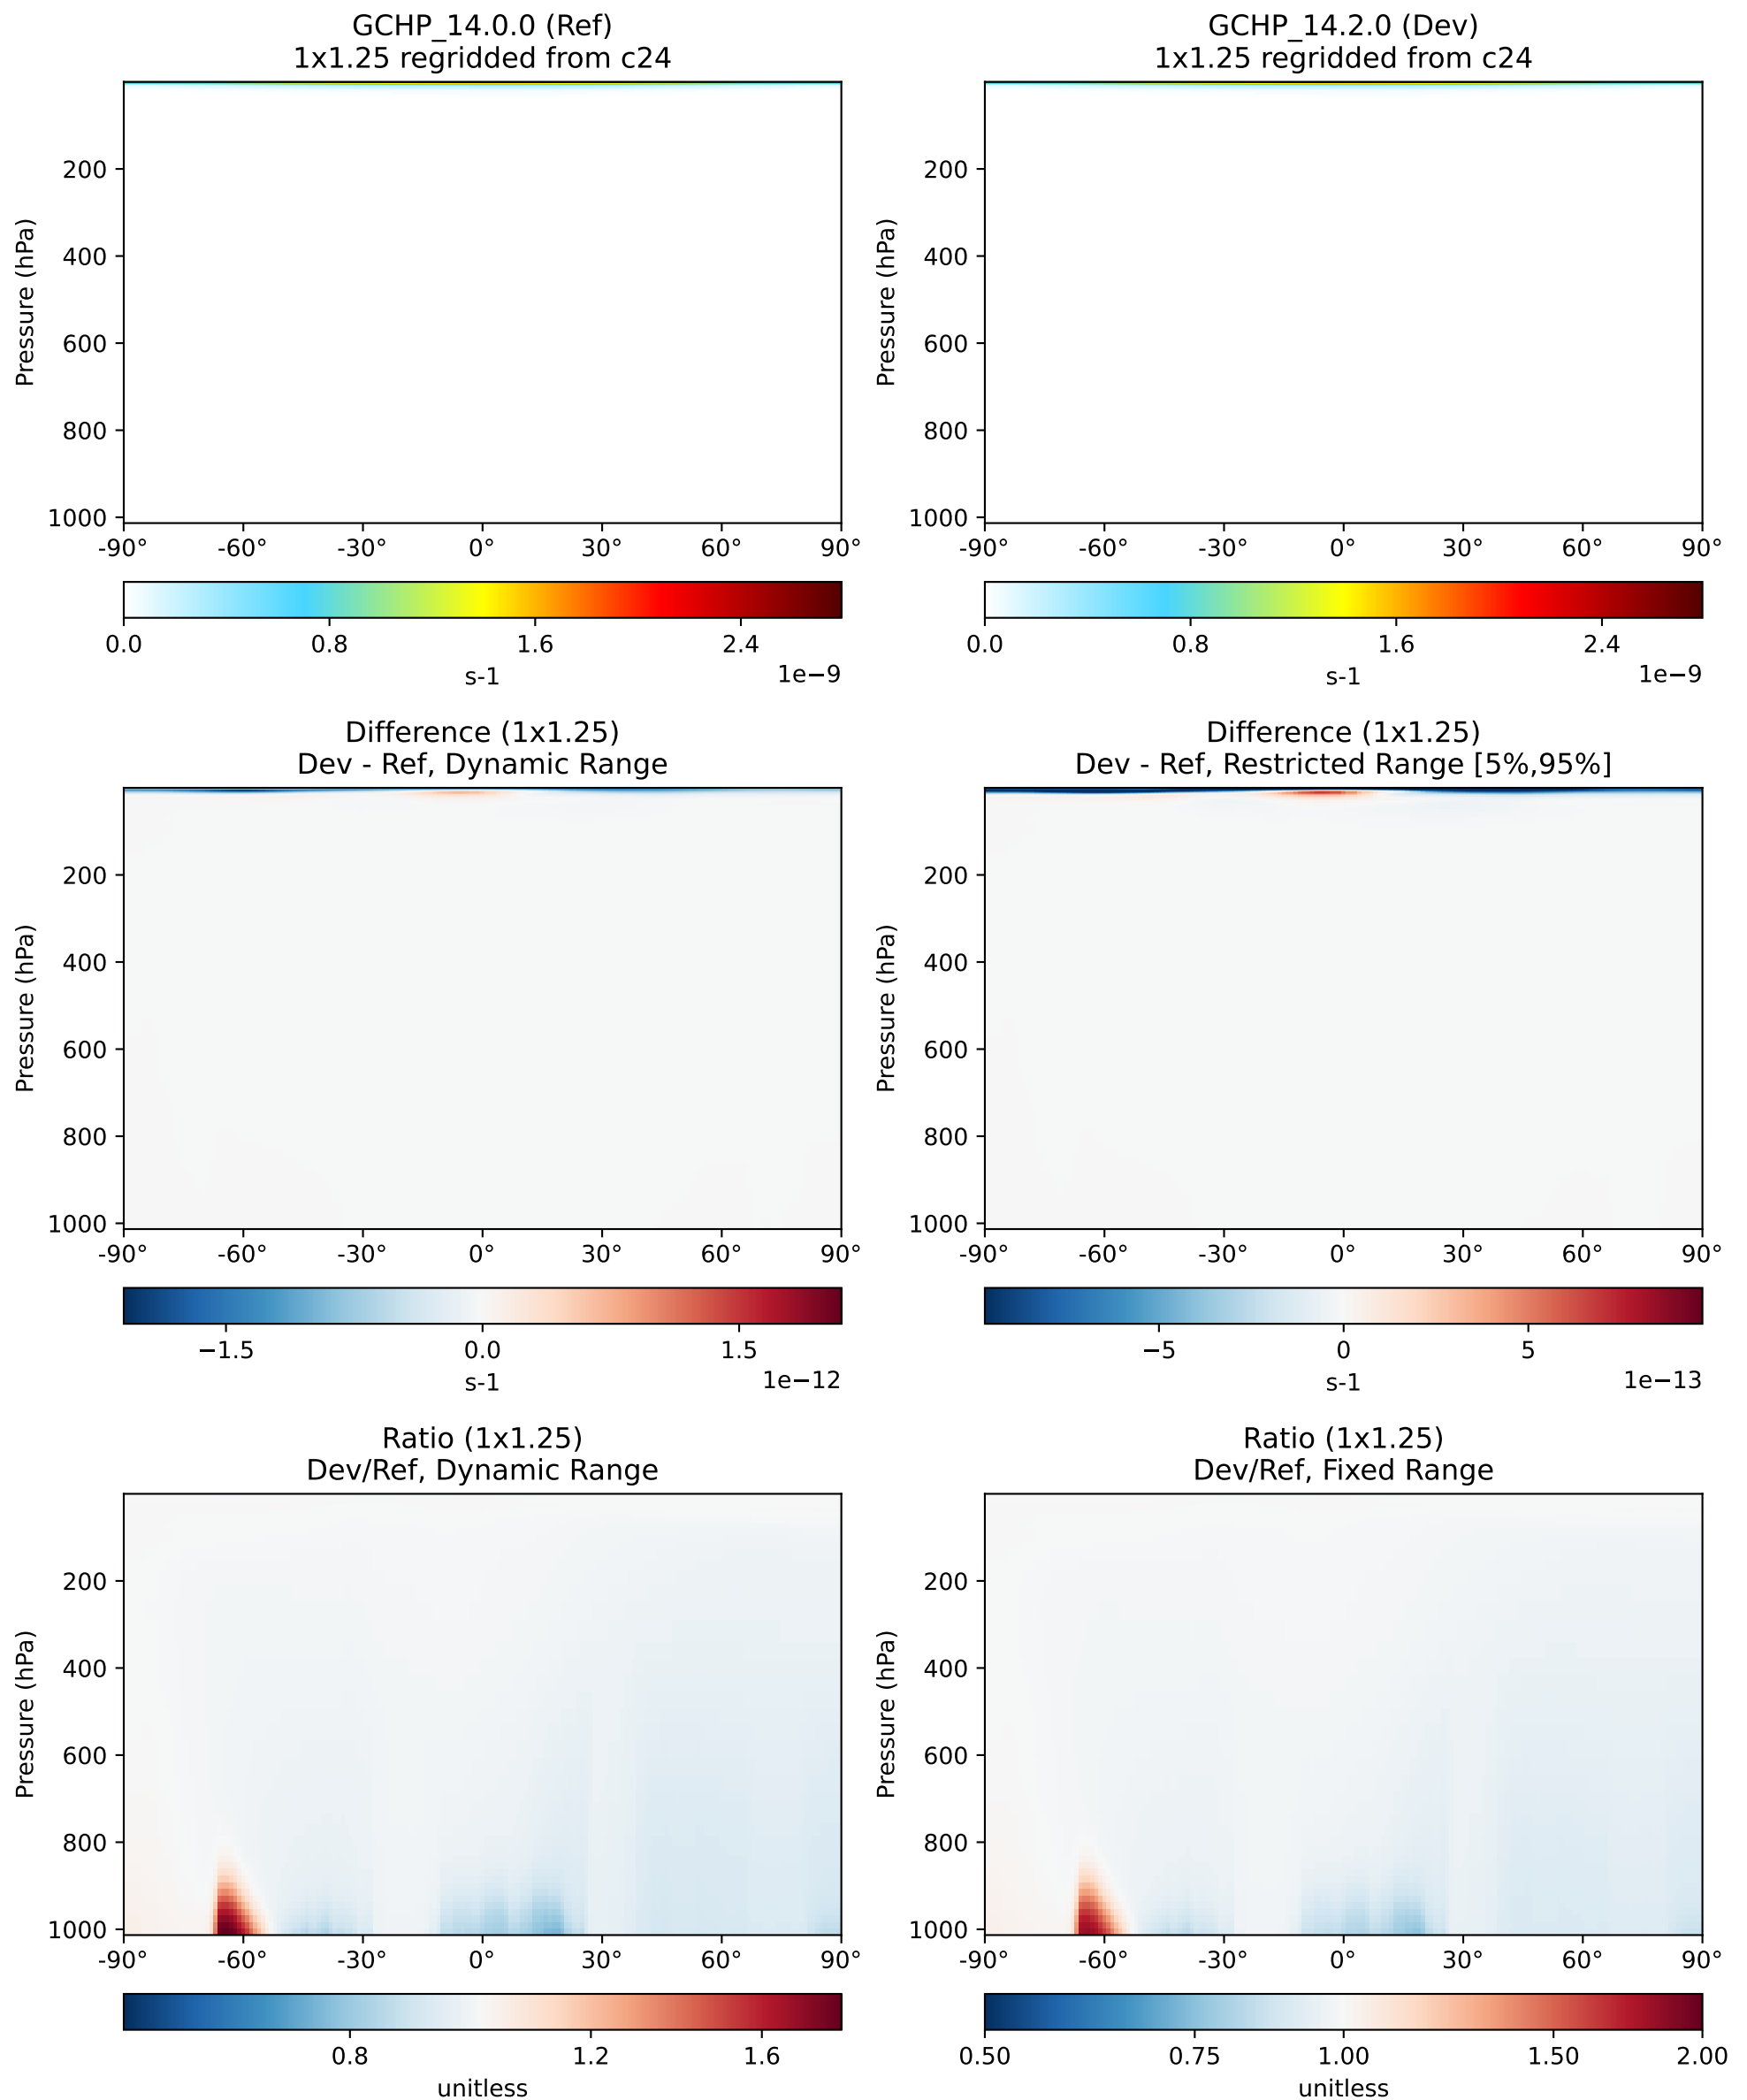 GCHP_14.0.0 (Ref)
1x1.25 regridded from c24
GCHP_14.2.0 (Dev)
1x1.25 regridded from c24
Pressure (hPa)
200
400
600
800
1000
-90° -60° -30° 0° 30° 60° 90°
0.0 0.8 1.6 2.4
1e−9
s-1
Pressure (hPa)
200
400
600
800
1000
-90° -60° -30° 0° 30° 60° 90°
0.0 0.8 1.6 2.4
1e−9
s-1
Difference (1x1.25)
Dev - Ref, Dynamic Range
Difference (1x1.25)
Dev - Ref, Restricted Range [5%,95%]
Pressure (hPa)
200
400
600
800
1000
-90° -60° -30° 0° 30° 60° 90°
−1.5 0.0 1.5
1e−12
s-1
Pressure (hPa)
200
400
600
800
1000
-90° -60° -30° 0° 30° 60° 90°
−5 0 5
1e−13
s-1
Ratio (1x1.25)
Dev/Ref, Dynamic Range
Ratio (1x1.25)
Dev/Ref, Fixed Range
Pressure (hPa)
200
400
600
800
1000
-90° -60° -30° 0° 30° 60° 90°
0.8 1.2 1.6
unitless
Pressure (hPa)
200
400
600
800
1000
-90° -60° -30° 0° 30° 60° 90°
0.50 0.75 1.00 1.50 2.00
unitless